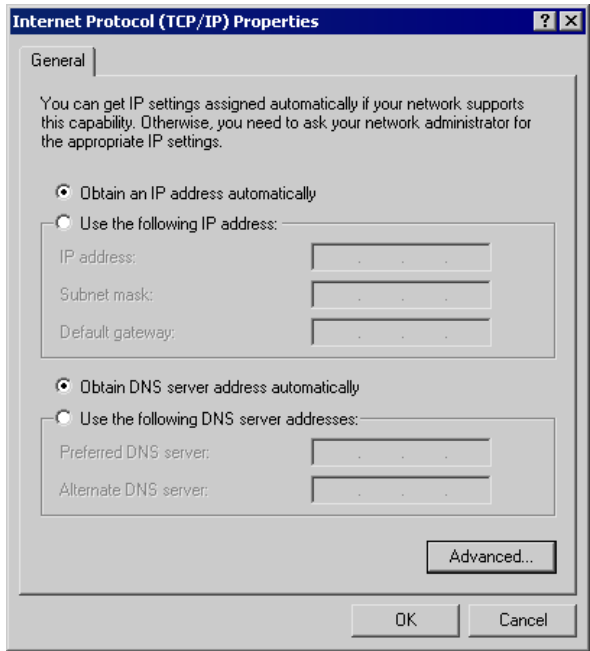 Internet Protocol (TCP/IP) Properties
General
You can get IP settings assigned automatically if your network supports
this capability. Otherwise, you need to ask your network administrator for
the appropriate IP settings.
Obtain an IP address automatically
Use the following IP address:
IP address:
Subnet mask:
Default gateway:
Obtain DNS server address automatically
Use the following DNS server addresses:
Preferred DNS server:
Alternate DNS server:
Advanced...
OK Cancel